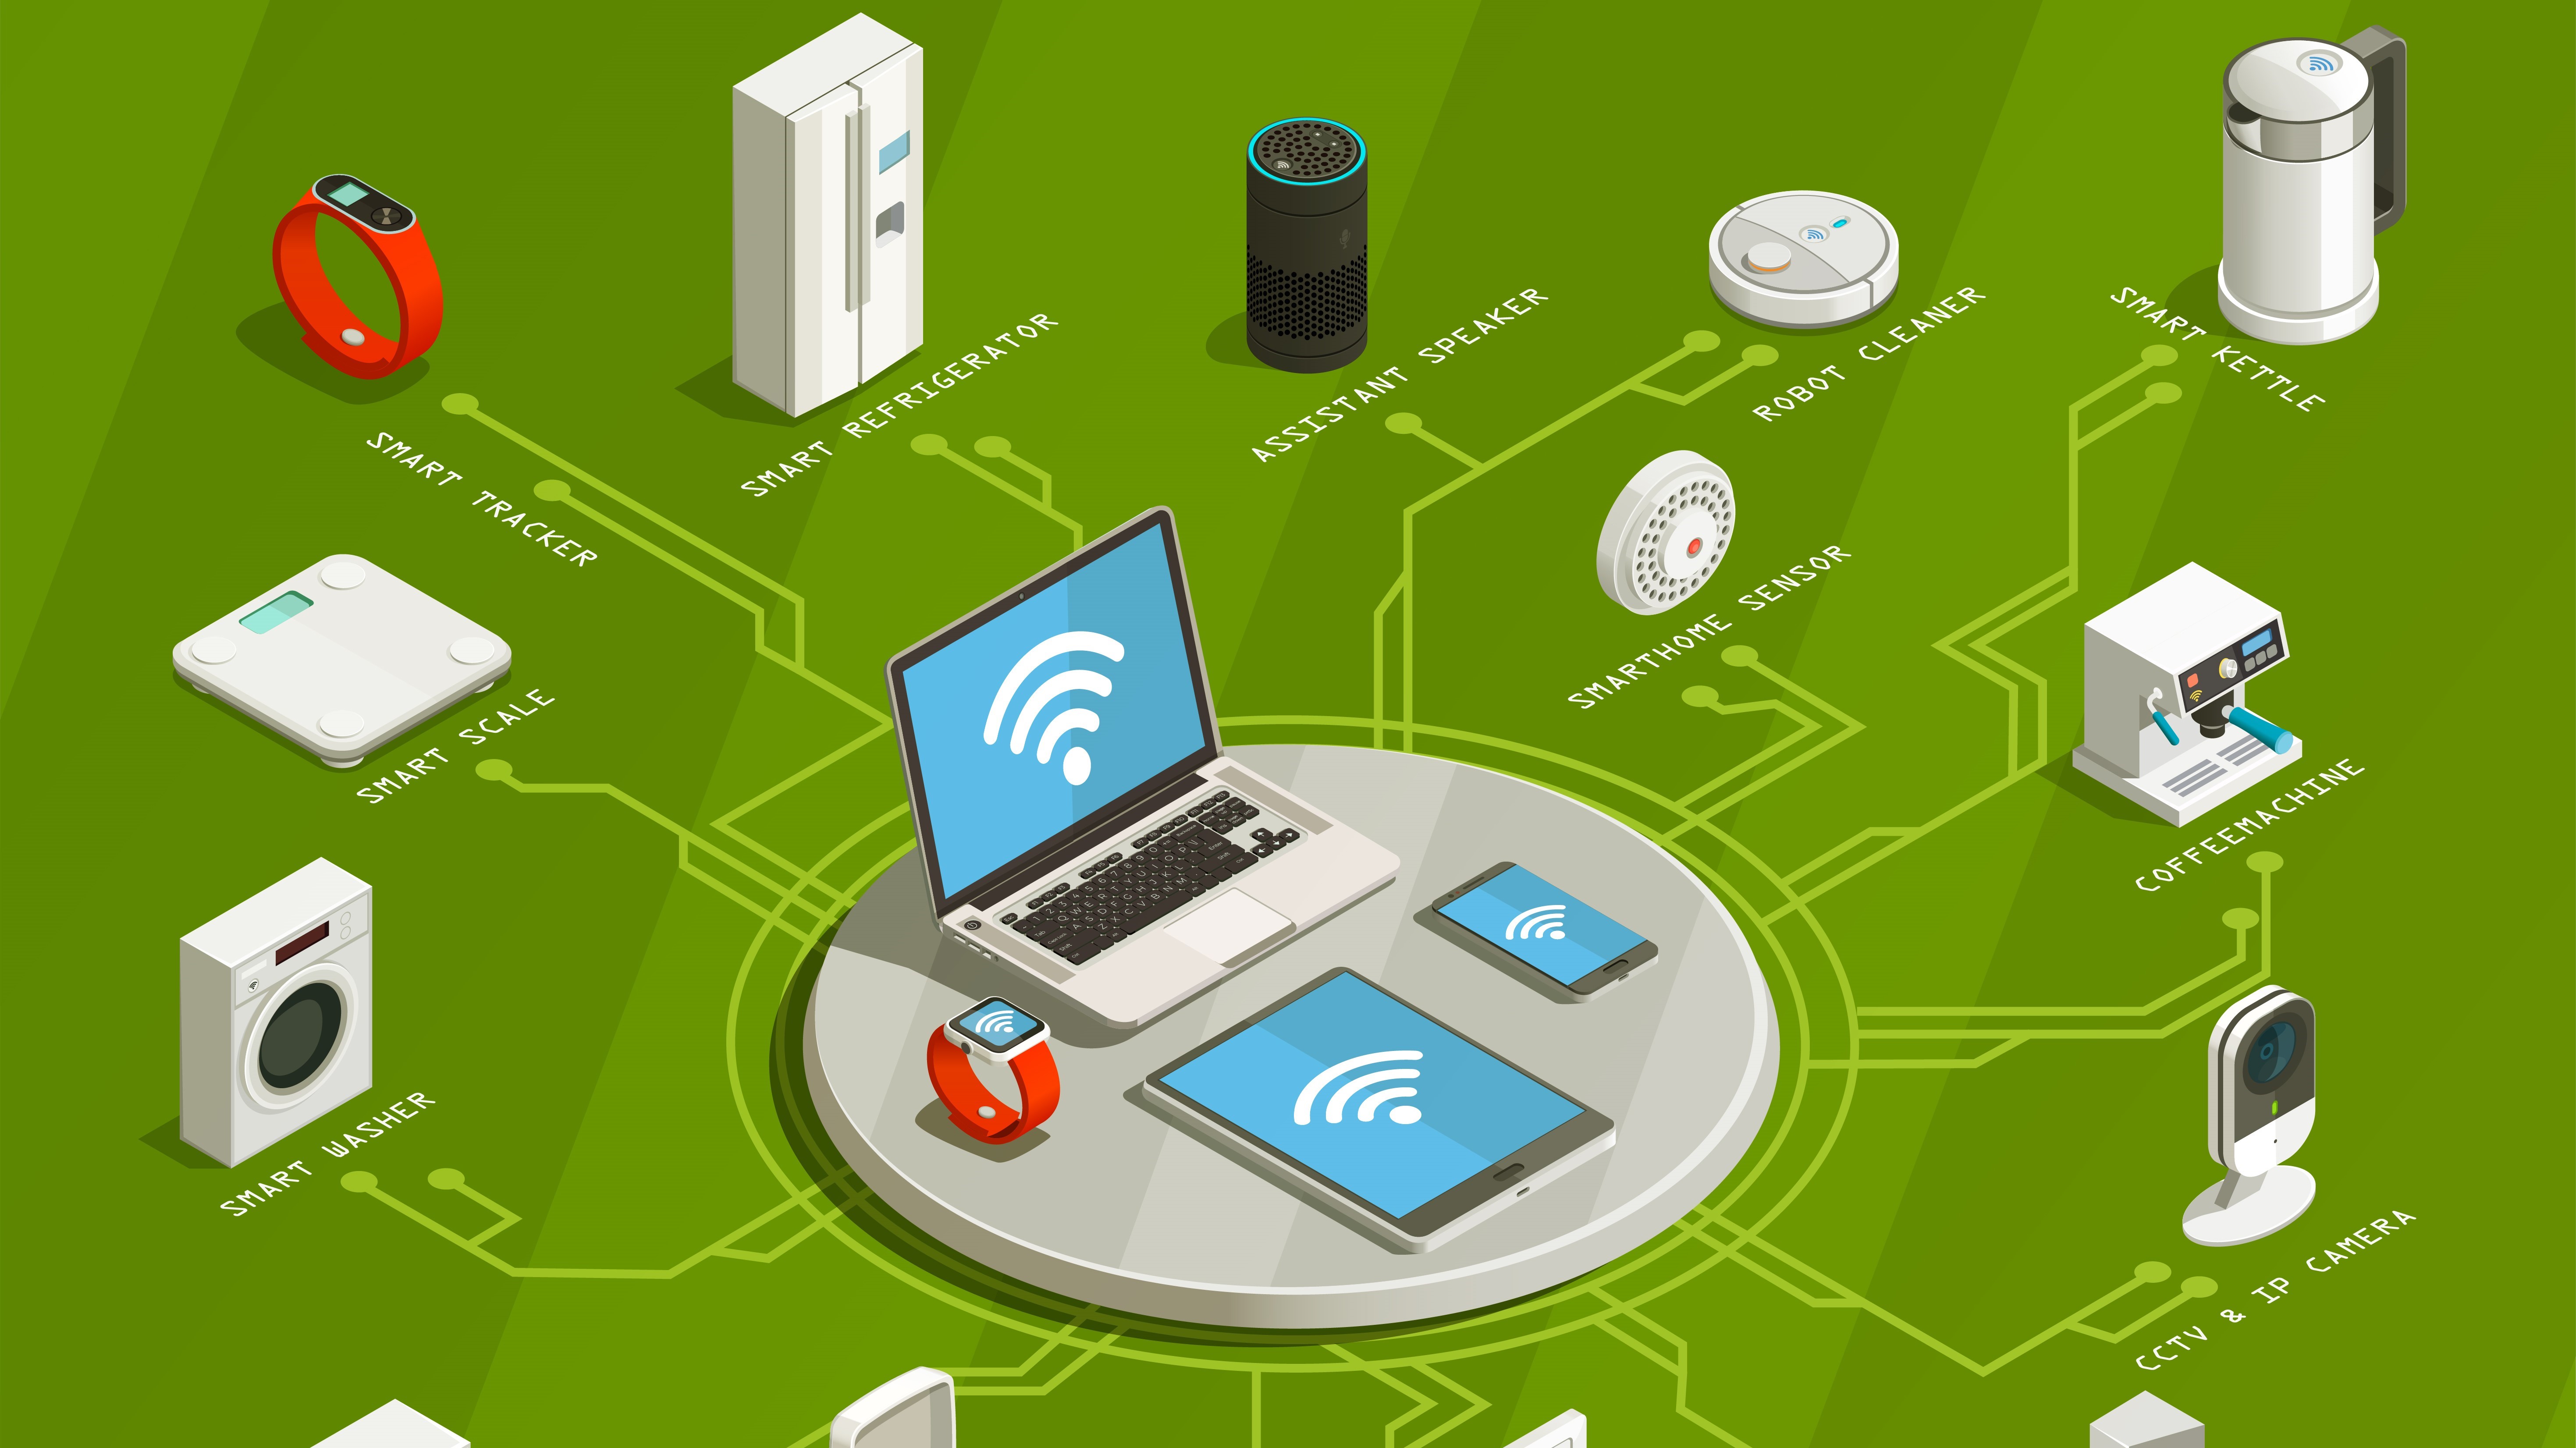 SMART TRACKER
SMART REFRIGERATOR
ASSISTANT SPEAKER
ROBOT CLEANER
SMART KETTLE
SMART SCALE
SMARTHOME SENSOR
COFFEEMACHINE
SMART WASHER
CCTV & IP CAMERA